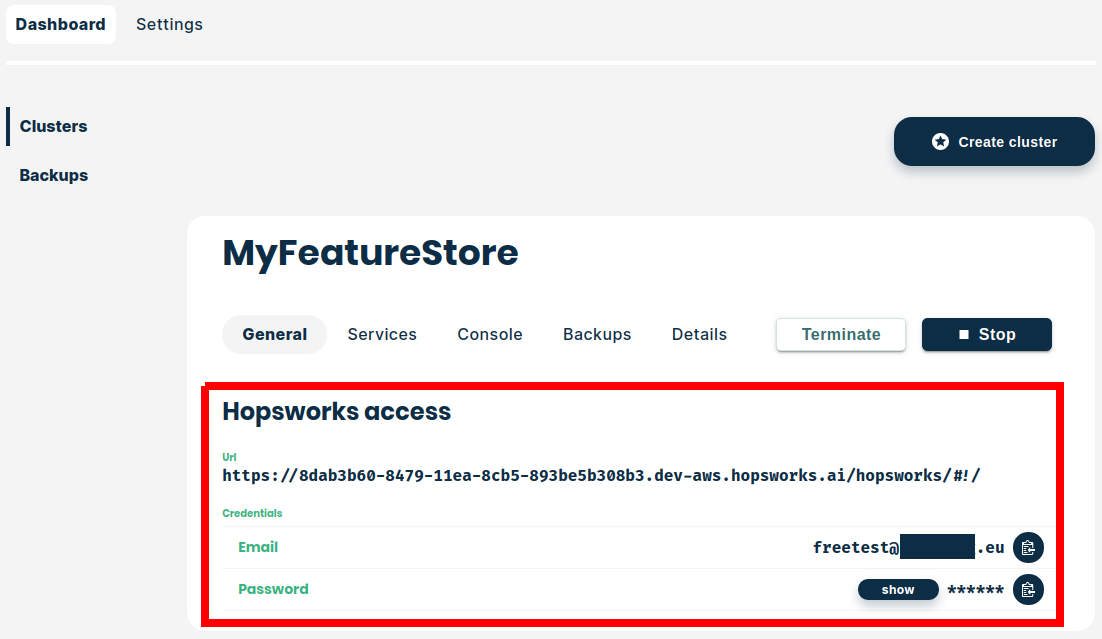 Dashboard Settings
Clusters
Create cluster
Backups
MyFeatureStore
General Services Console Backups Details Terminate Stop
Hopsworks access
Url
https://8dab3b60-8479-11ea-8cb5-893be5b308b3.dev-aws.hopsworks.ai/hopsworks/#!/
Credentials
Email freetest@ .eu
Password show ******